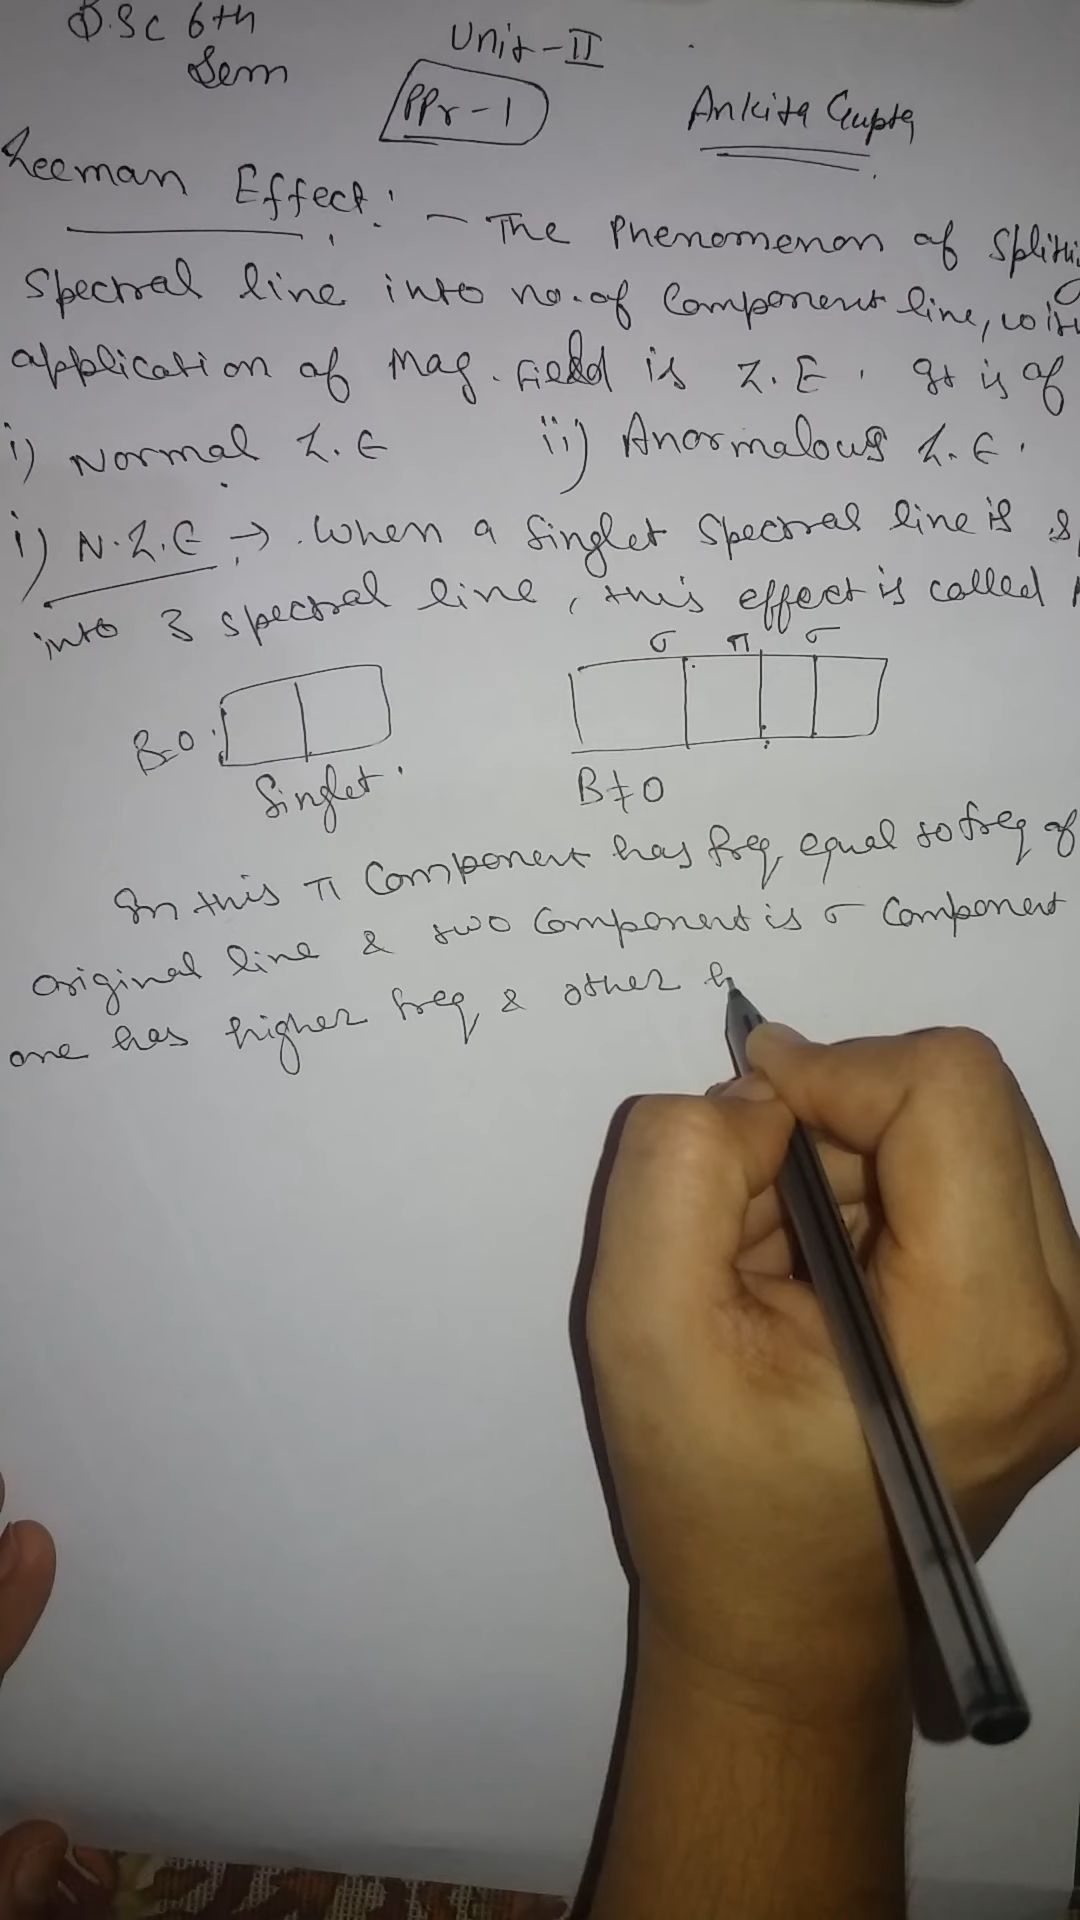 B.Sc 6th
Sem
Unit-II
PPr-1
Ankita Gupta
Zeeman Effect: - The Phenomenon of Spliting
Spectral line into no. of Component line, with
application of Mag. Field is Z.E. It is of
i) Normal Z.E ii) Anormalous Z.E.
i) N.Z.E → When a Singlet Spectral line is
into 3 spectral line, this effect is called
σ π σ
B=0
Singlet.
B≠0
In this π Component has freq equal to freq of
original line & two Component is σ Component
one has higher freq & other